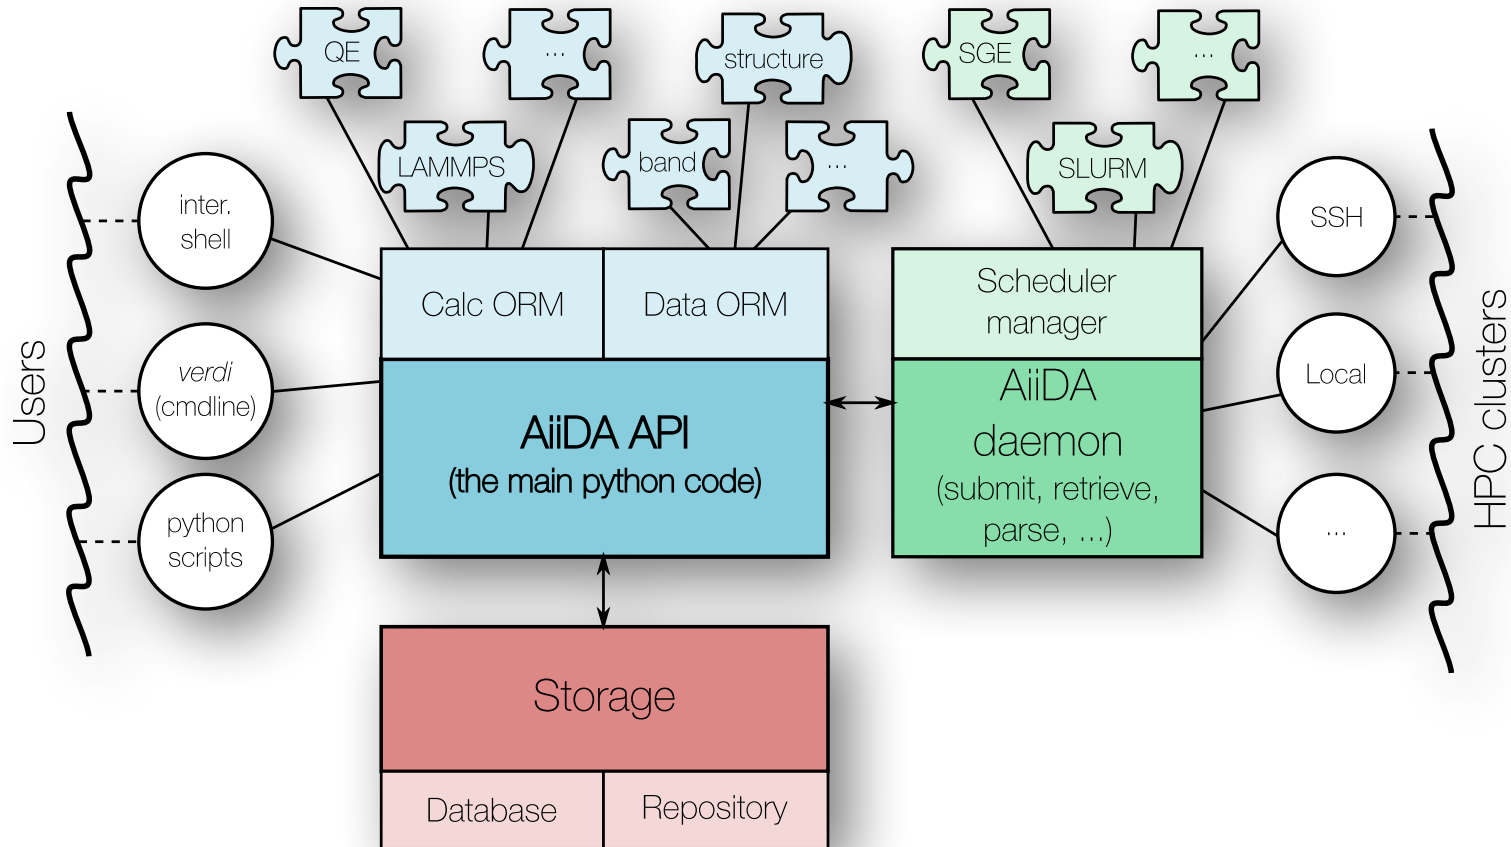 QE
...
structure
SGE
...
LAMMPS
band
...
SLURM
inter.
shell
SSH
Calc ORM
Data ORM
Scheduler
manager
Users
verdi
(cmdline)
AiiDA API
(the main python code)
AiiDA
daemon
(submit, retrieve,
parse, ...)
Local
HPC clusters
python
scripts
...
Storage
Database
Repository